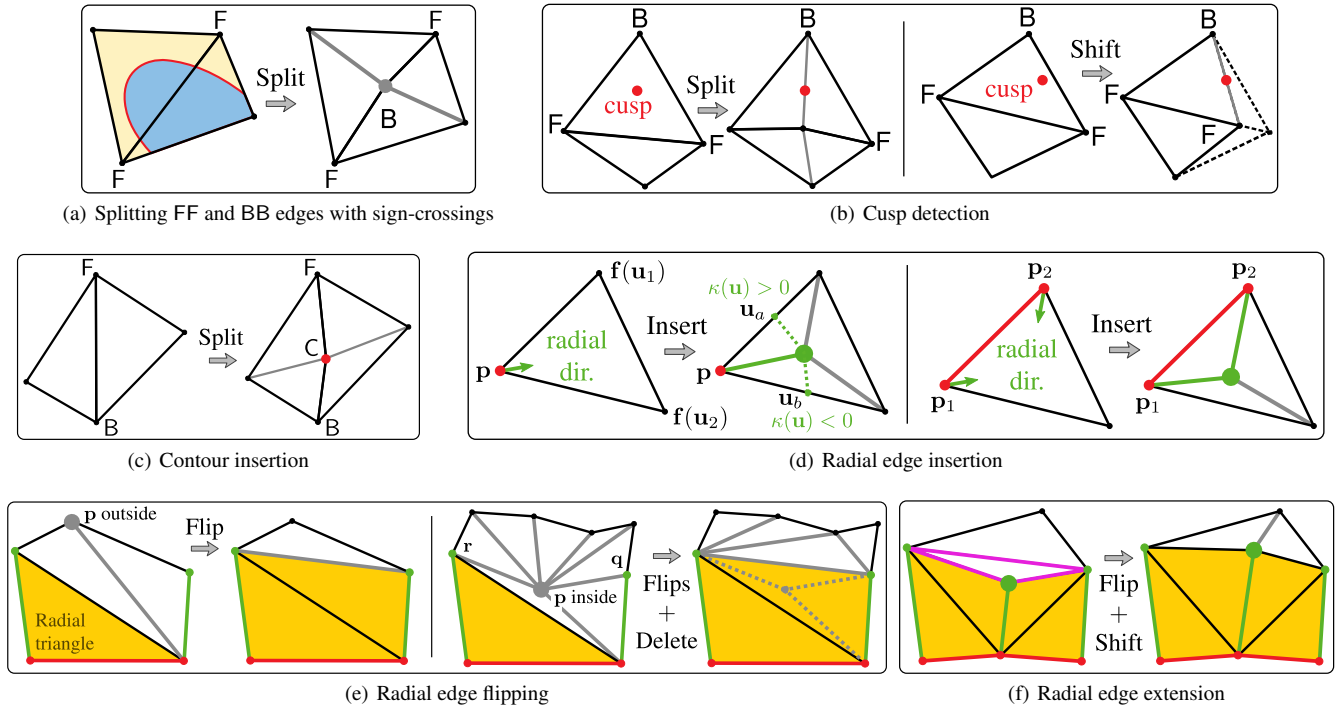 F
F
Split
B
F
F
(a) Splitting FF and BB edges with sign-crossings
B
cusp
F
F
Split
B
F
B
cusp
F
F
Shift
B
F
F
(b) Cusp detection
F
B
Split
F
C
B
(c) Contour insertion
f(u₁)
radial
dir.
p
f(u₂)
Insert
κ(u) > 0
uₐ
p
u_b
κ(u) < 0
p₂
radial
dir.
p₁
Insert
p₂
p₁
(d) Radial edge insertion
p outside
Radial
triangle
Flip
r
q
p inside
Flips
+
Delete
(e) Radial edge flipping
Flip
+
Shift
(f) Radial edge extension